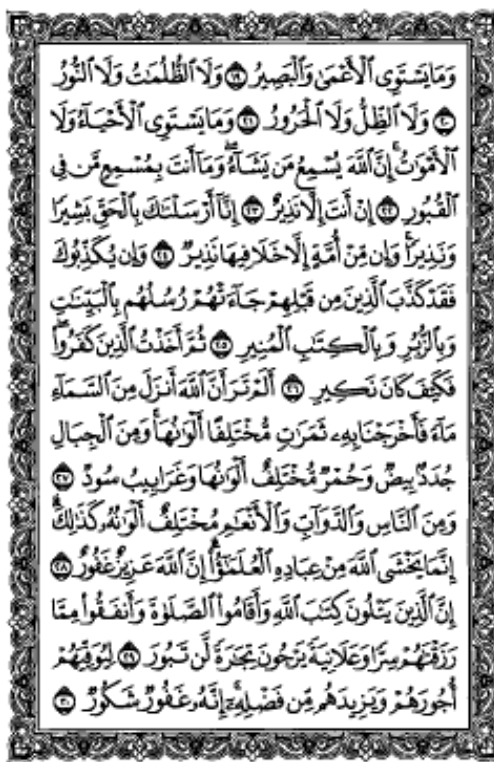 وَمَا يَسْتَوِى ٱلْأَعْمَىٰ وَٱلْبَصِيرُ ۝١٩ وَلَا ٱلظُّلُمَٰتُ وَلَا ٱلنُّورُ
۝٢٠ وَلَا ٱلظِّلُّ وَلَا ٱلْحَرُورُ ۝٢١ وَمَا يَسْتَوِى ٱلْأَحْيَآءُ وَلَا
ٱلْأَمْوَٰتُ ۚ إِنَّ ٱللَّهَ يُسْمِعُ مَن يَشَآءُ ۖ وَمَآ أَنتَ بِمُسْمِعٍ مَّن فِى
ٱلْقُبُورِ ۝٢٢ إِنْ أَنتَ إِلَّا نَذِيرٌ ۝٢٣ إِنَّآ أَرْسَلْنَٰكَ بِٱلْحَقِّ بَشِيرًا
وَنَذِيرًا ۚ وَإِن مِّنْ أُمَّةٍ إِلَّا خَلَا فِيهَا نَذِيرٌ ۝٢٤ وَإِن يُكَذِّبُوكَ
فَقَدْ كَذَّبَ ٱلَّذِينَ مِن قَبْلِهِمْ جَآءَتْهُمْ رُسُلُهُم بِٱلْبَيِّنَٰتِ
وَبِٱلزُّبُرِ وَبِٱلْكِتَٰبِ ٱلْمُنِيرِ ۝٢٥ ثُمَّ أَخَذْتُ ٱلَّذِينَ كَفَرُوا۟ ۖ
فَكَيْفَ كَانَ نَكِيرِ ۝٢٦ أَلَمْ تَرَ أَنَّ ٱللَّهَ أَنزَلَ مِنَ ٱلسَّمَآءِ
مَآءً فَأَخْرَجْنَا بِهِۦ ثَمَرَٰتٍ مُّخْتَلِفًا أَلْوَٰنُهَا ۚ وَمِنَ ٱلْجِبَالِ
جُدَدٌۢ بِيضٌ وَحُمْرٌ مُّخْتَلِفٌ أَلْوَٰنُهَا وَغَرَابِيبُ سُودٌ ۝٢٧
وَمِنَ ٱلنَّاسِ وَٱلدَّوَآبِّ وَٱلْأَنْعَٰمِ مُخْتَلِفٌ أَلْوَٰنُهُۥ كَذَٰلِكَ ۗ
إِنَّمَا يَخْشَى ٱللَّهَ مِنْ عِبَادِهِ ٱلْعُلَمَٰٓؤُا۟ ۗ إِنَّ ٱللَّهَ عَزِيزٌ غَفُورٌ ۝٢٨
إِنَّ ٱلَّذِينَ يَتْلُونَ كِتَٰبَ ٱللَّهِ وَأَقَامُوا۟ ٱلصَّلَوٰةَ وَأَنفَقُوا۟ مِمَّا
رَزَقْنَٰهُمْ سِرًّا وَعَلَانِيَةً يَرْجُونَ تِجَٰرَةً لَّن تَبُورَ ۝٢٩ لِيُوَفِّيَهُمْ
أُجُورَهُمْ وَيَزِيدَهُم مِّن فَضْلِهِۦٓ ۚ إِنَّهُۥ غَفُورٌ شَكُورٌ ۝٣٠